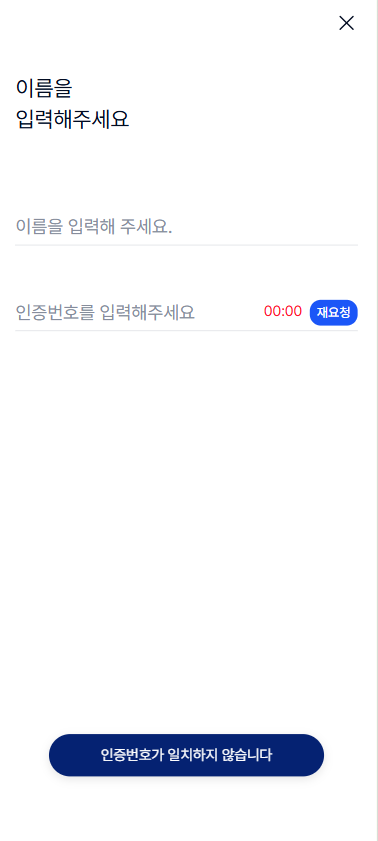 이름을
입력해주세요
이름을 입력해 주세요.
인증번호를 입력해주세요 00:00 재요청
인증번호가 일치하지 않습니다